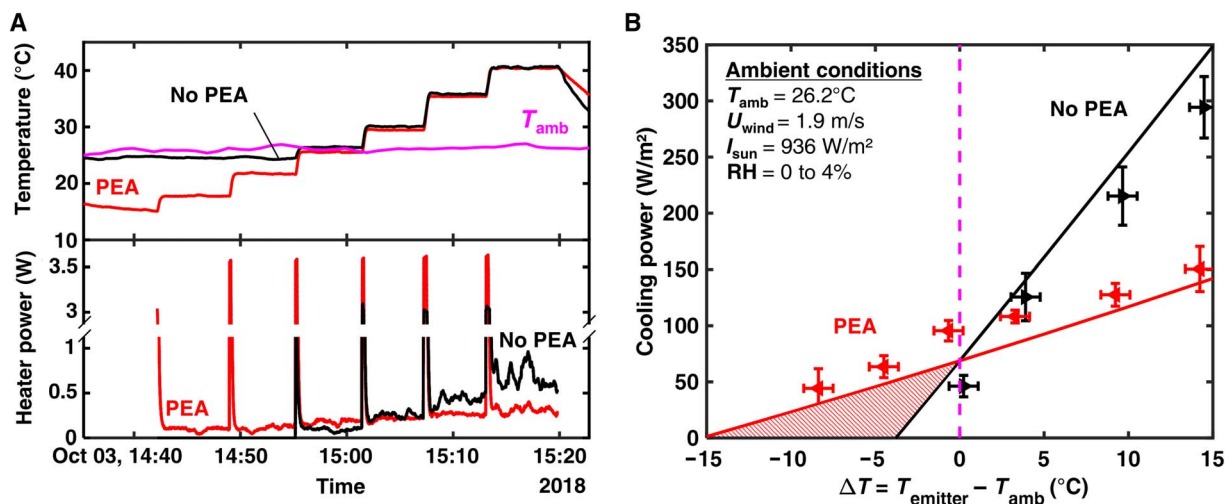 A
Temperature (°C)
40
30
20
10
No PEA
T_amb
PEA
Heater power (W)
3.5
3
1
0.5
0
No PEA
PEA
Oct 03, 14:40
14:50
15:00
15:10
15:20
Time
2018
B
Cooling power (W/m²)
350
300
250
200
150
100
50
0
Ambient conditions
T_amb = 26.2°C
U_wind = 1.9 m/s
I_sun = 936 W/m²
RH = 0 to 4%
No PEA
PEA
−15
−10
−5
0
5
10
15
ΔT = T_emitter − T_amb (°C)